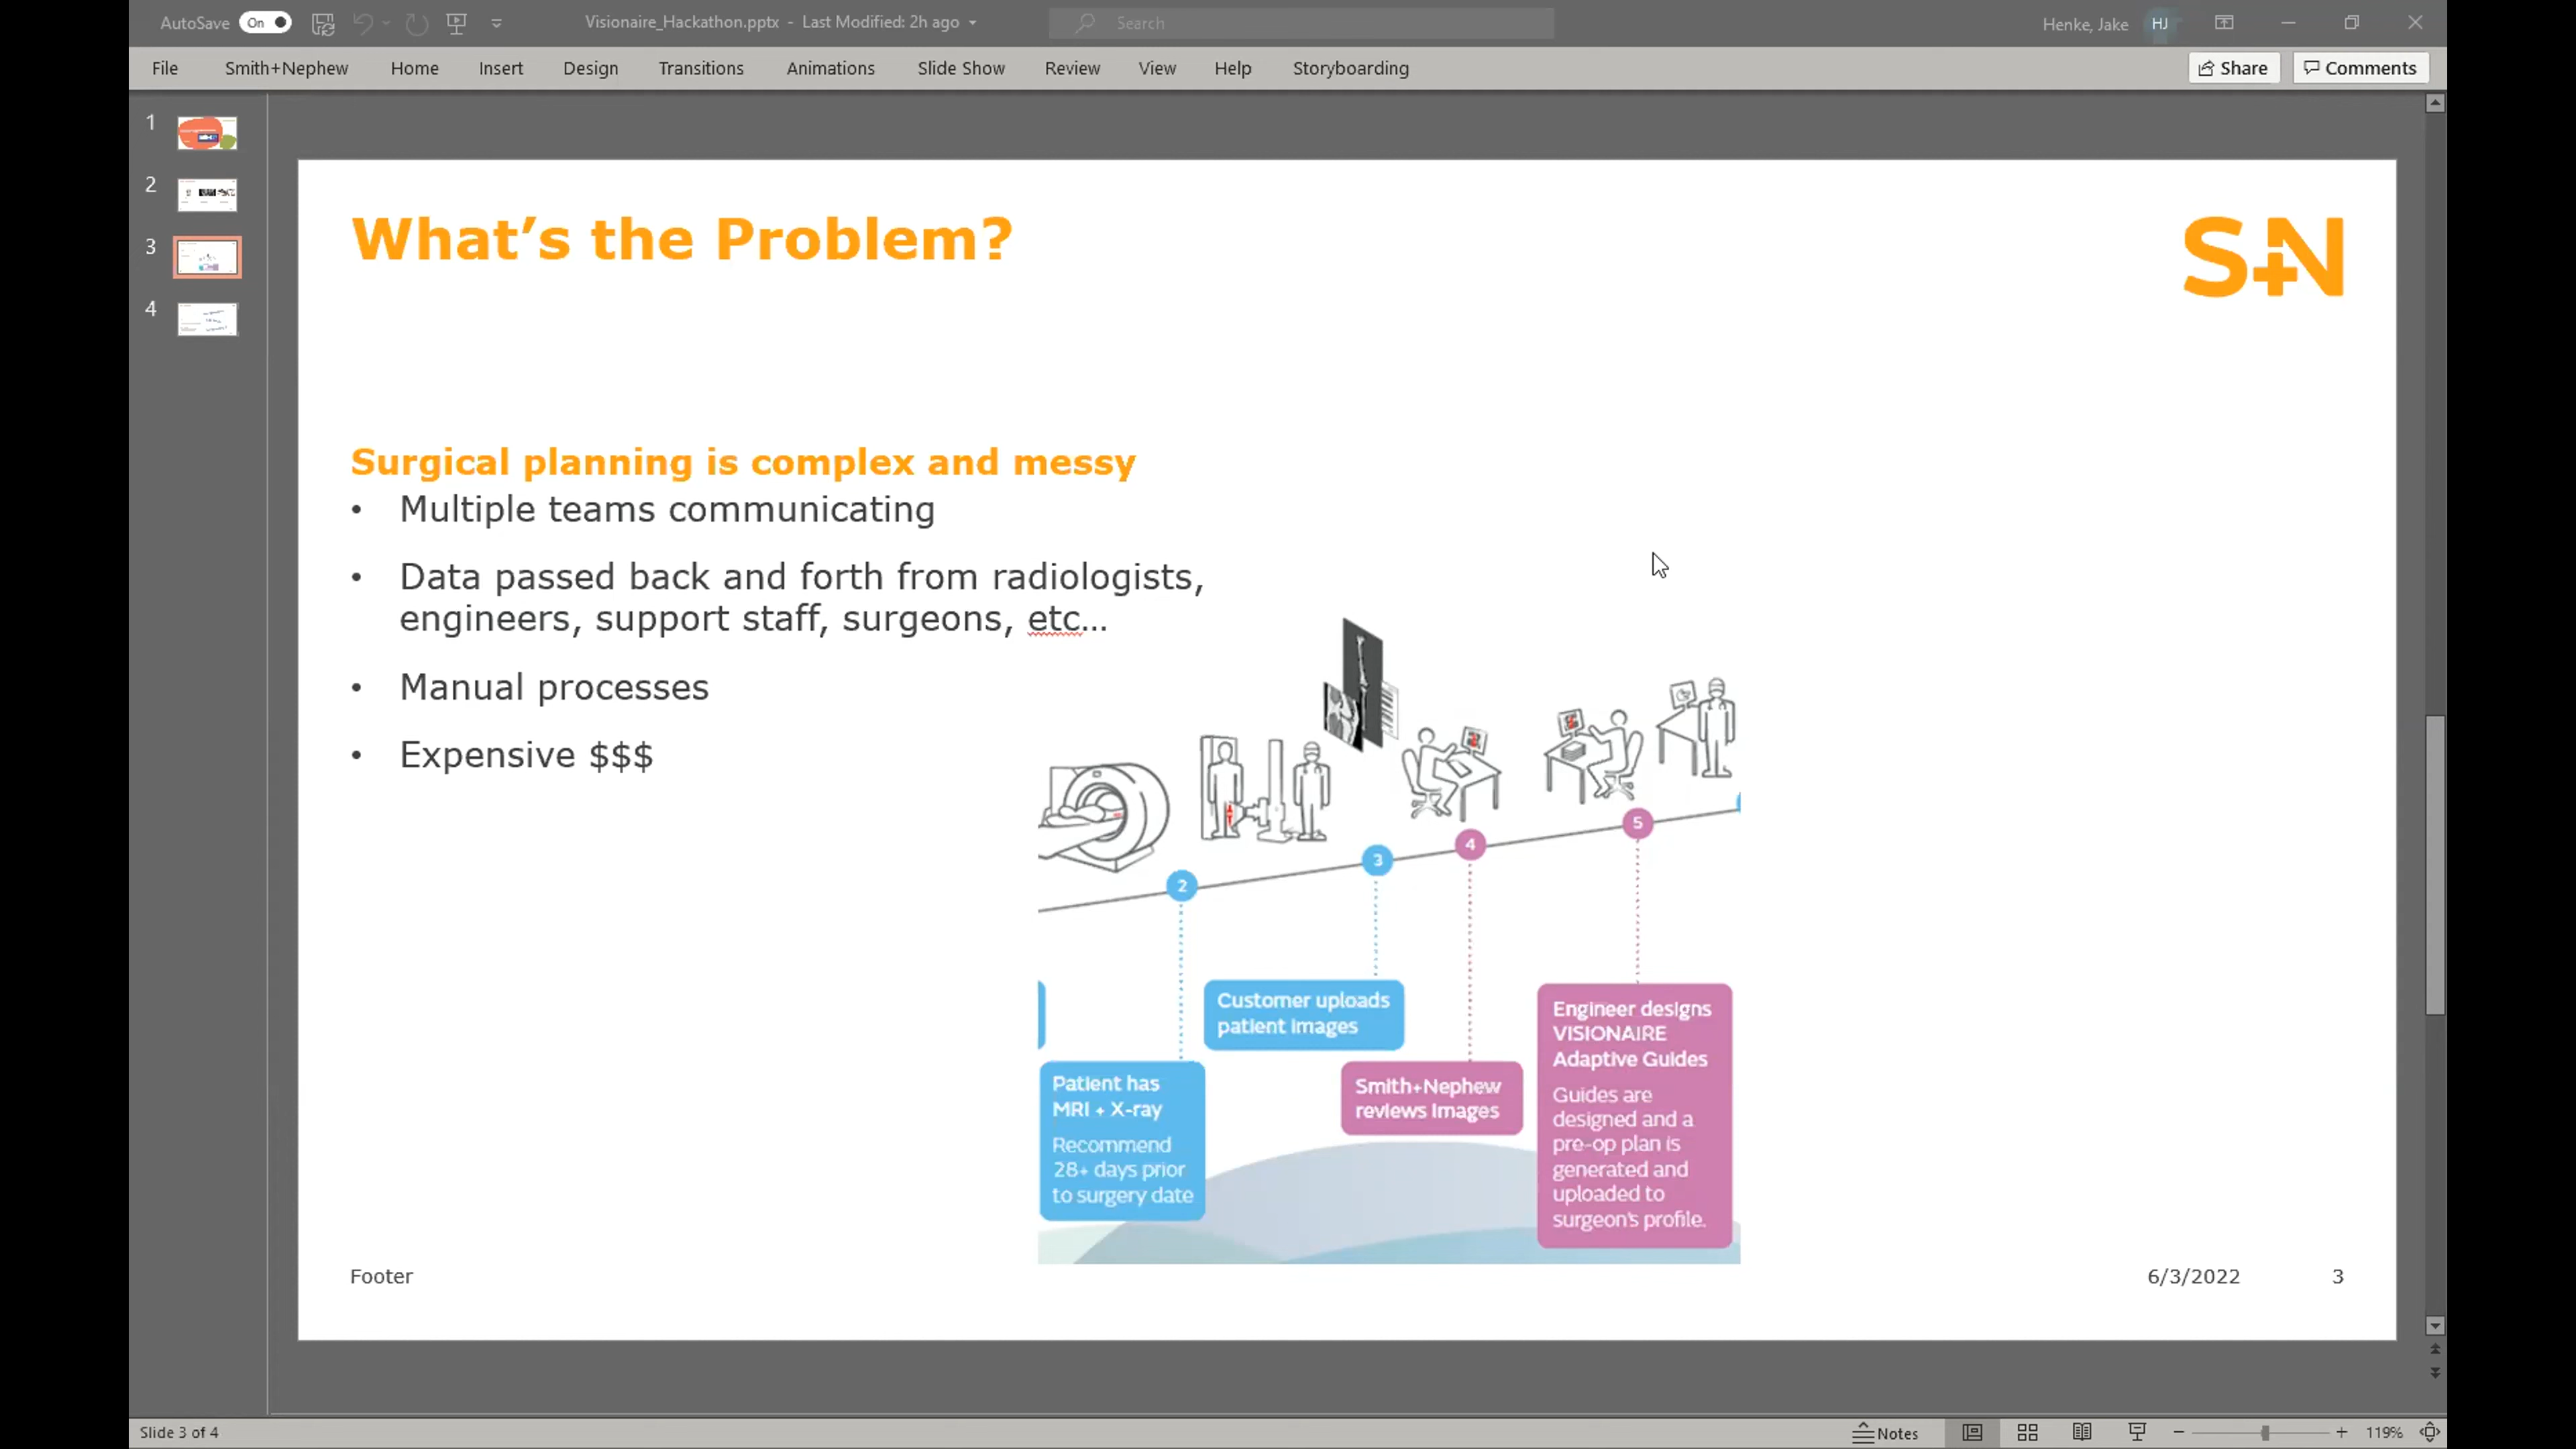 AutoSave On
Visionaire_Hackathon.pptx - Last Modified: 2h ago
Search
Henke, Jake HJ
File Smith+Nephew Home Insert Design Transitions Animations Slide Show Review View Help Storyboarding
Share Comments
1
2
3
4
What's the Problem?
S+N
Surgical planning is complex and messy
• Multiple teams communicating
• Data passed back and forth from radiologists,
engineers, support staff, surgeons, etc…
• Manual processes
• Expensive $$$
2
3
4
5
Patient has
MRI + X-ray
Recommend
28+ days prior
to surgery date
Customer uploads
patient images
Smith+Nephew
reviews images
Engineer designs
VISIONAIRE
Adaptive Guides
Guides are
designed and a
pre-op plan is
generated and
uploaded to
surgeon's profile.
Footer
6/3/2022 3
Slide 3 of 4
Notes
119%